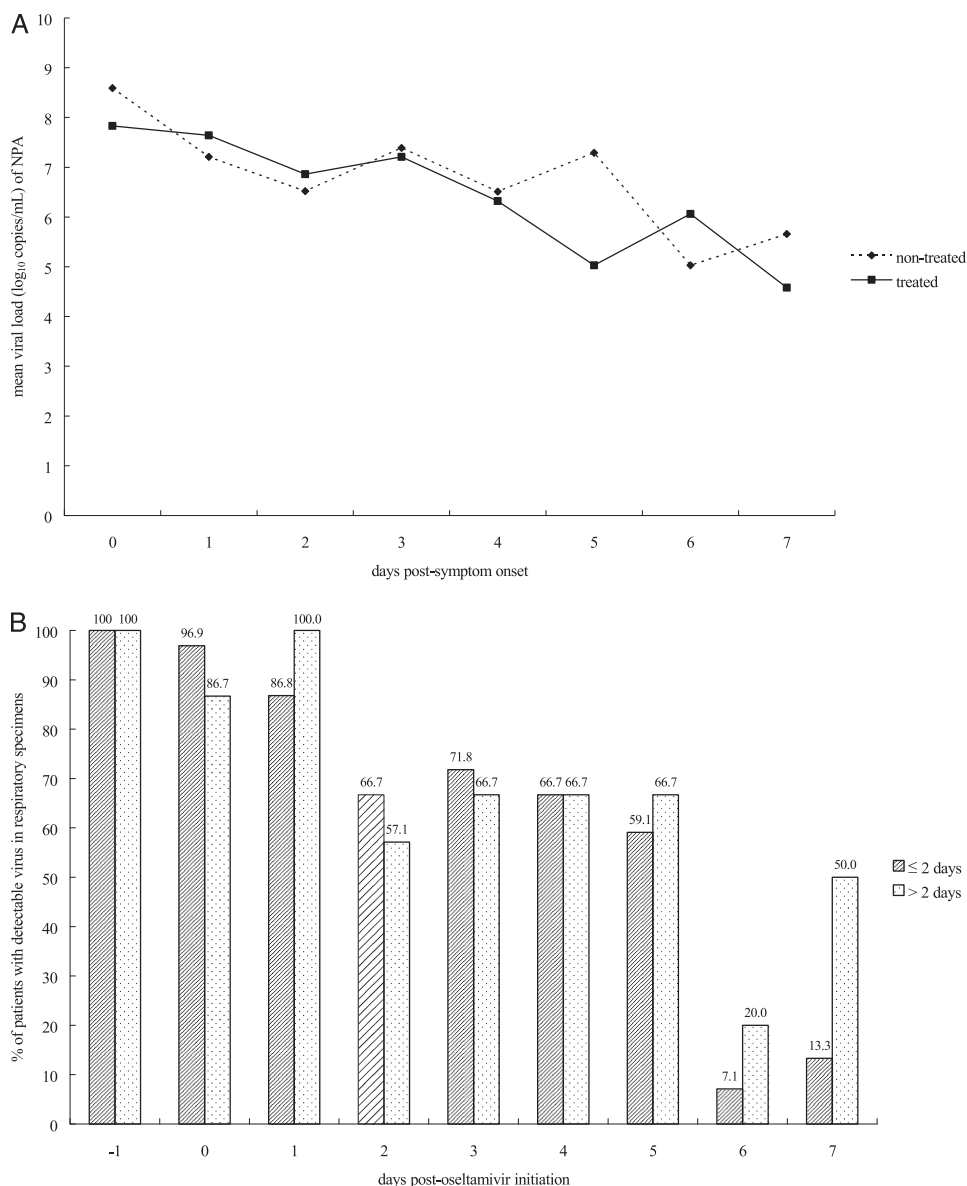 A
10
9
8
7
6
5
4
3
2
1
0
mean viral load (log₁₀ copies/mL) of NPA
0 1 2 3 4 5 6 7
days post-symptom onset
non-treated
treated
B
100 100 96.9 86.7 86.8 100.0 66.7 57.1 71.8 66.7 66.7 66.7 59.1 66.7 7.1 20.0 13.3 50.0
100
90
80
70
60
50
40
30
20
10
0
% of patients with detectable virus in respiratory specimens
-1 0 1 2 3 4 5 6 7
days post-oseltamivir initiation
≤ 2 days
> 2 days